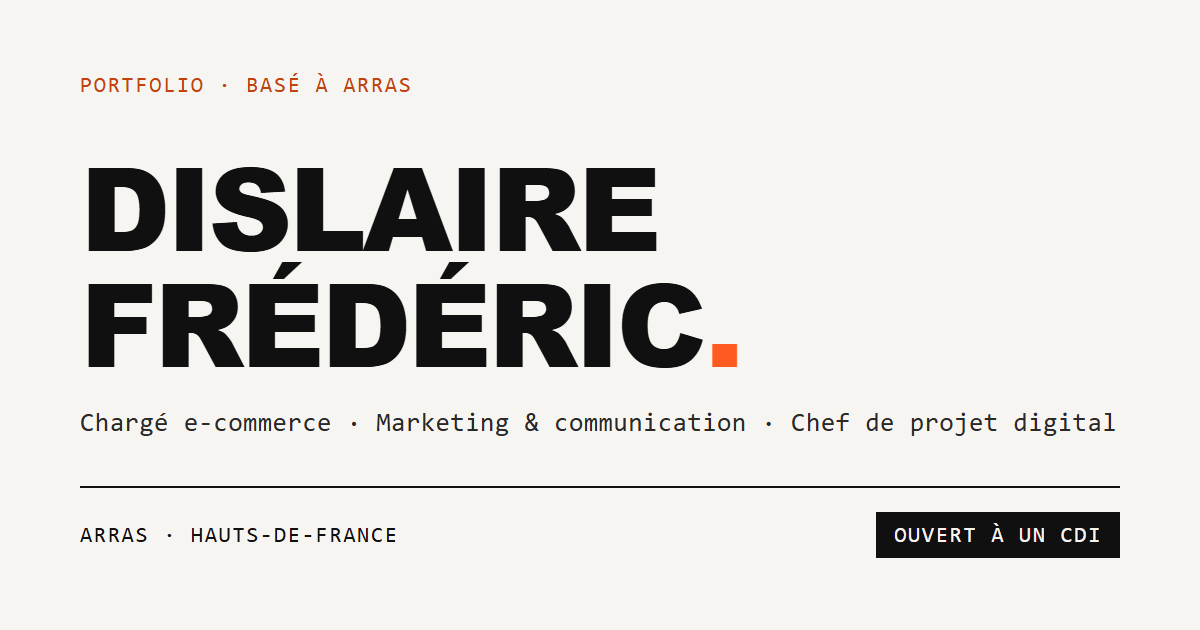 PORTFOLIO · BASÉ À ARRAS
DISLAIRE
FRÉDÉRIC.
Chargé e-commerce · Marketing & communication · Chef de projet digital
ARRAS · HAUTS-DE-FRANCE
OUVERT À UN CDI